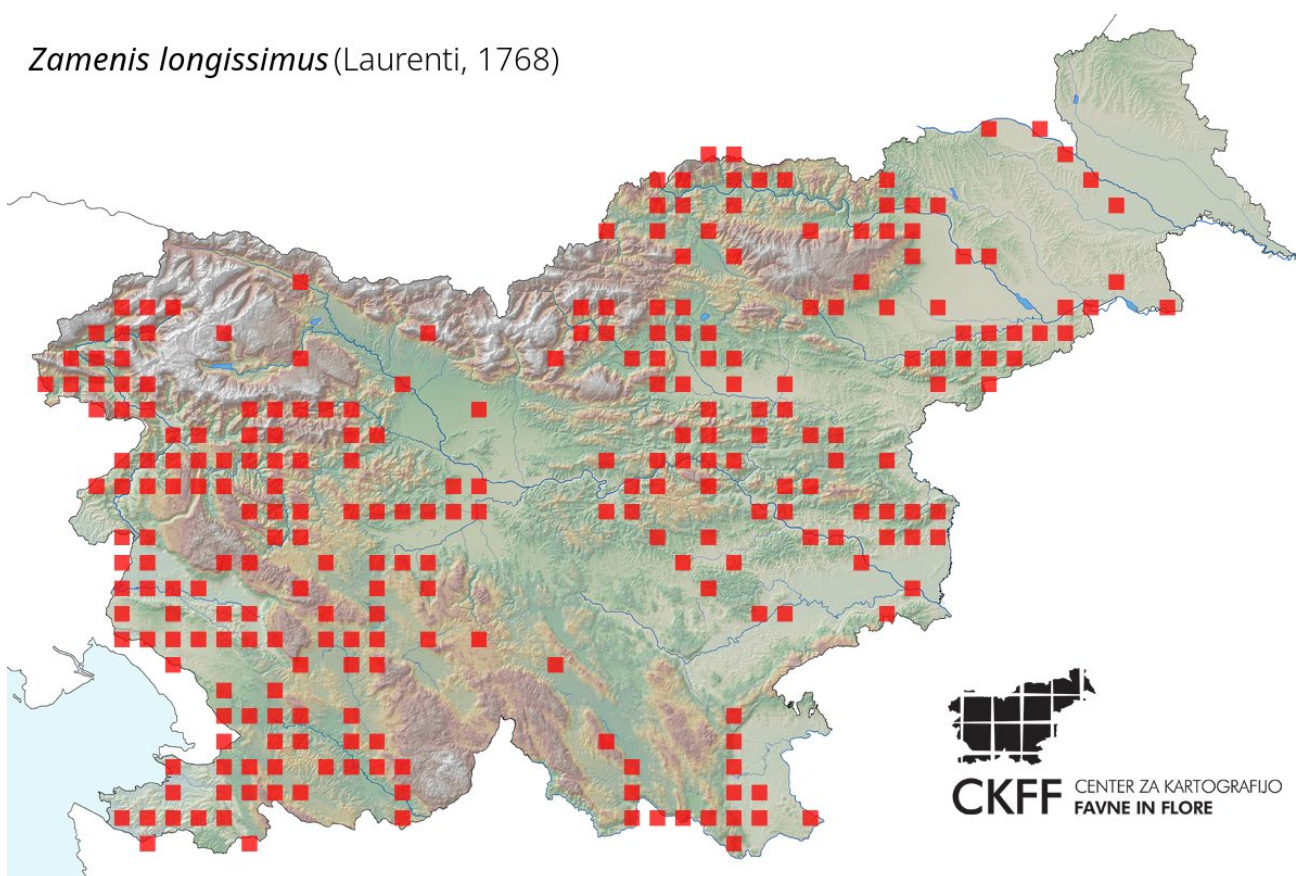 Zamenis longissimus (Laurenti, 1768)
CKFF CENTER ZA KARTOGRAFIJO
FAVNE IN FLORE